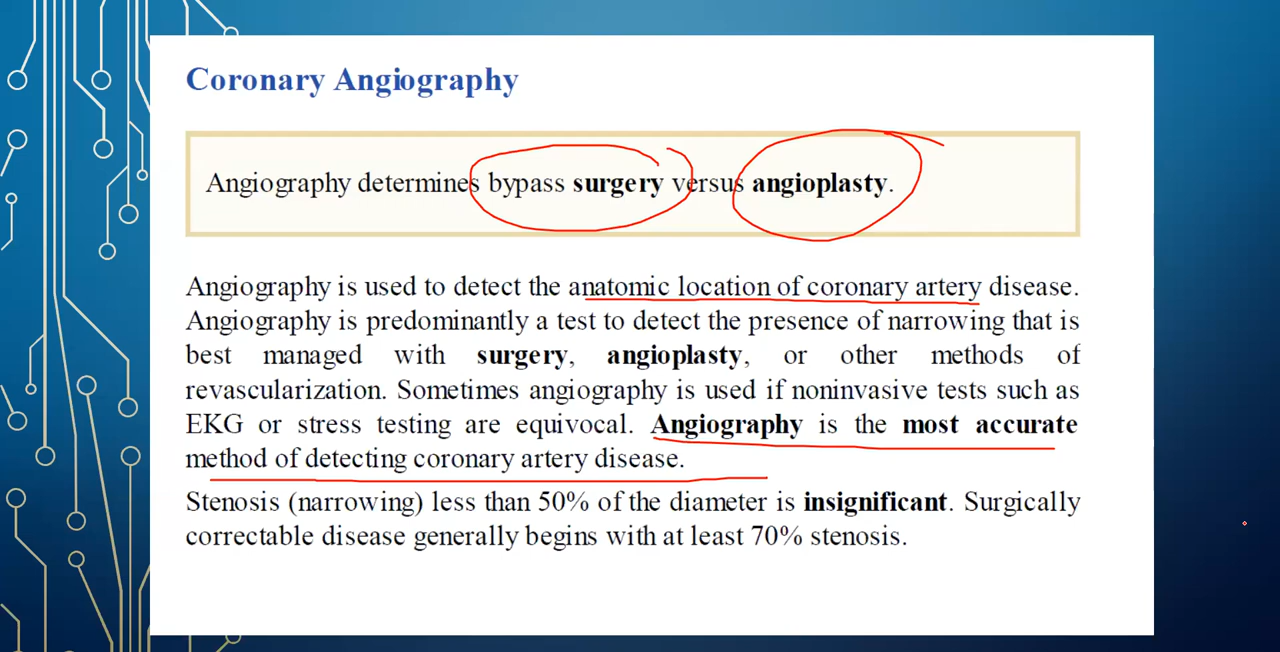 Coronary Angiography
Angiography determines bypass surgery versus angioplasty.
Angiography is used to detect the anatomic location of coronary artery disease.
Angiography is predominantly a test to detect the presence of narrowing that is
best managed with surgery, angioplasty, or other methods of
revascularization. Sometimes angiography is used if noninvasive tests such as
EKG or stress testing are equivocal. Angiography is the most accurate
method of detecting coronary artery disease.
Stenosis (narrowing) less than 50% of the diameter is insignificant. Surgically
correctable disease generally begins with at least 70% stenosis.